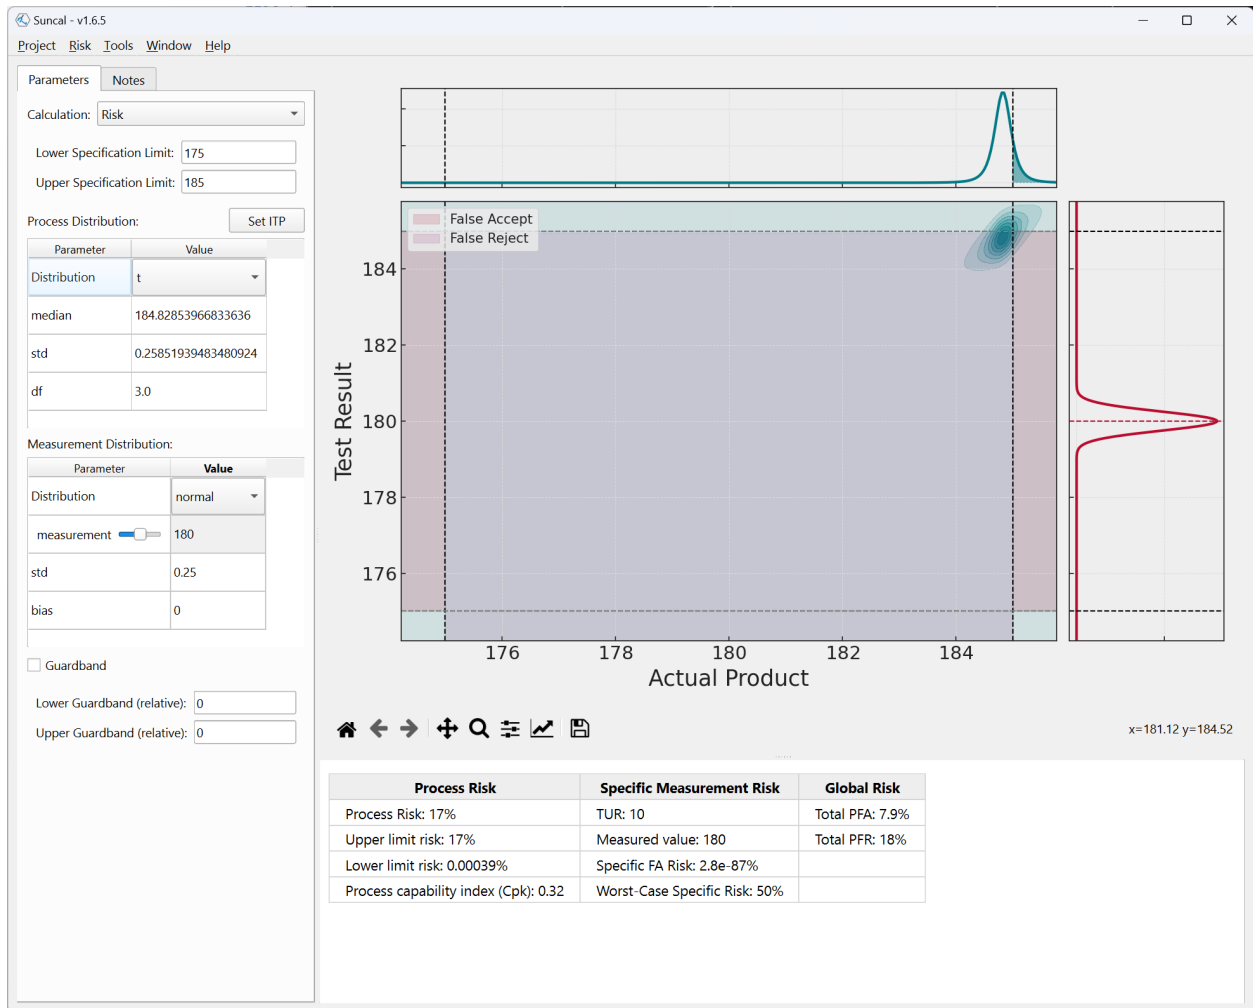 Suncal - v1.6.5
Project Risk Tools Window Help
Parameters Notes
Calculation: Risk
Lower Specification Limit: 175
Upper Specification Limit: 185
Process Distribution: Set ITP
Parameter Value
Distribution t
median 184.82853966833636
std 0.25851939483480924
df 3.0
Measurement Distribution:
Parameter Value
Distribution normal
measurement 180
std 0.25
bias 0
Guardband
Lower Guardband (relative): 0
Upper Guardband (relative): 0
False Accept
False Reject
184
182
180
178
176
Test Result
176 178 180 182 184
Actual Product
x=181.12 y=184.52
Process Risk Specific Measurement Risk Global Risk
Process Risk: 17% TUR: 10 Total PFA: 7.9%
Upper limit risk: 17% Measured value: 180 Total PFR: 18%
Lower limit risk: 0.00039% Specific FA Risk: 2.8e-87%
Process capability index (Cpk): 0.32 Worst-Case Specific Risk: 50%